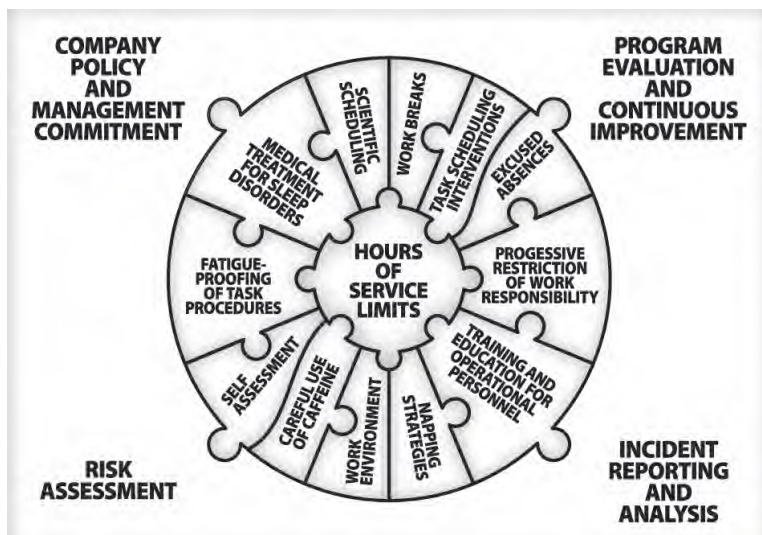 COMPANY
POLICY
AND
MANAGEMENT
COMMITMENT
PROGRAM
EVALUATION
AND
CONTINUOUS
IMPROVEMENT
SCIENTIFIC
SCHEDULING
WORK BREAKS
TASK SCHEDULING
INTERVENTIONS
EXCUSED
ABSENCES
MEDICAL
TREATMENT
FOR SLEEP
DISORDERS
HOURS
OF
SERVICE
LIMITS
FATIGUE-
PROOFING
OF TASK
PROCEDURES
PROGESSIVE
RESTRICTION
OF WORK
RESPONSIBILITY
SELF
ASSESSMENT
CAREFUL USE
OF CAFFEINE
WORK
ENVIRONMENT
NAPPING
STRATEGIES
TRAINING AND
EDUCATION FOR
OPERATIONAL
PERSONNEL
RISK
ASSESSMENT
INCIDENT
REPORTING
AND
ANALYSIS